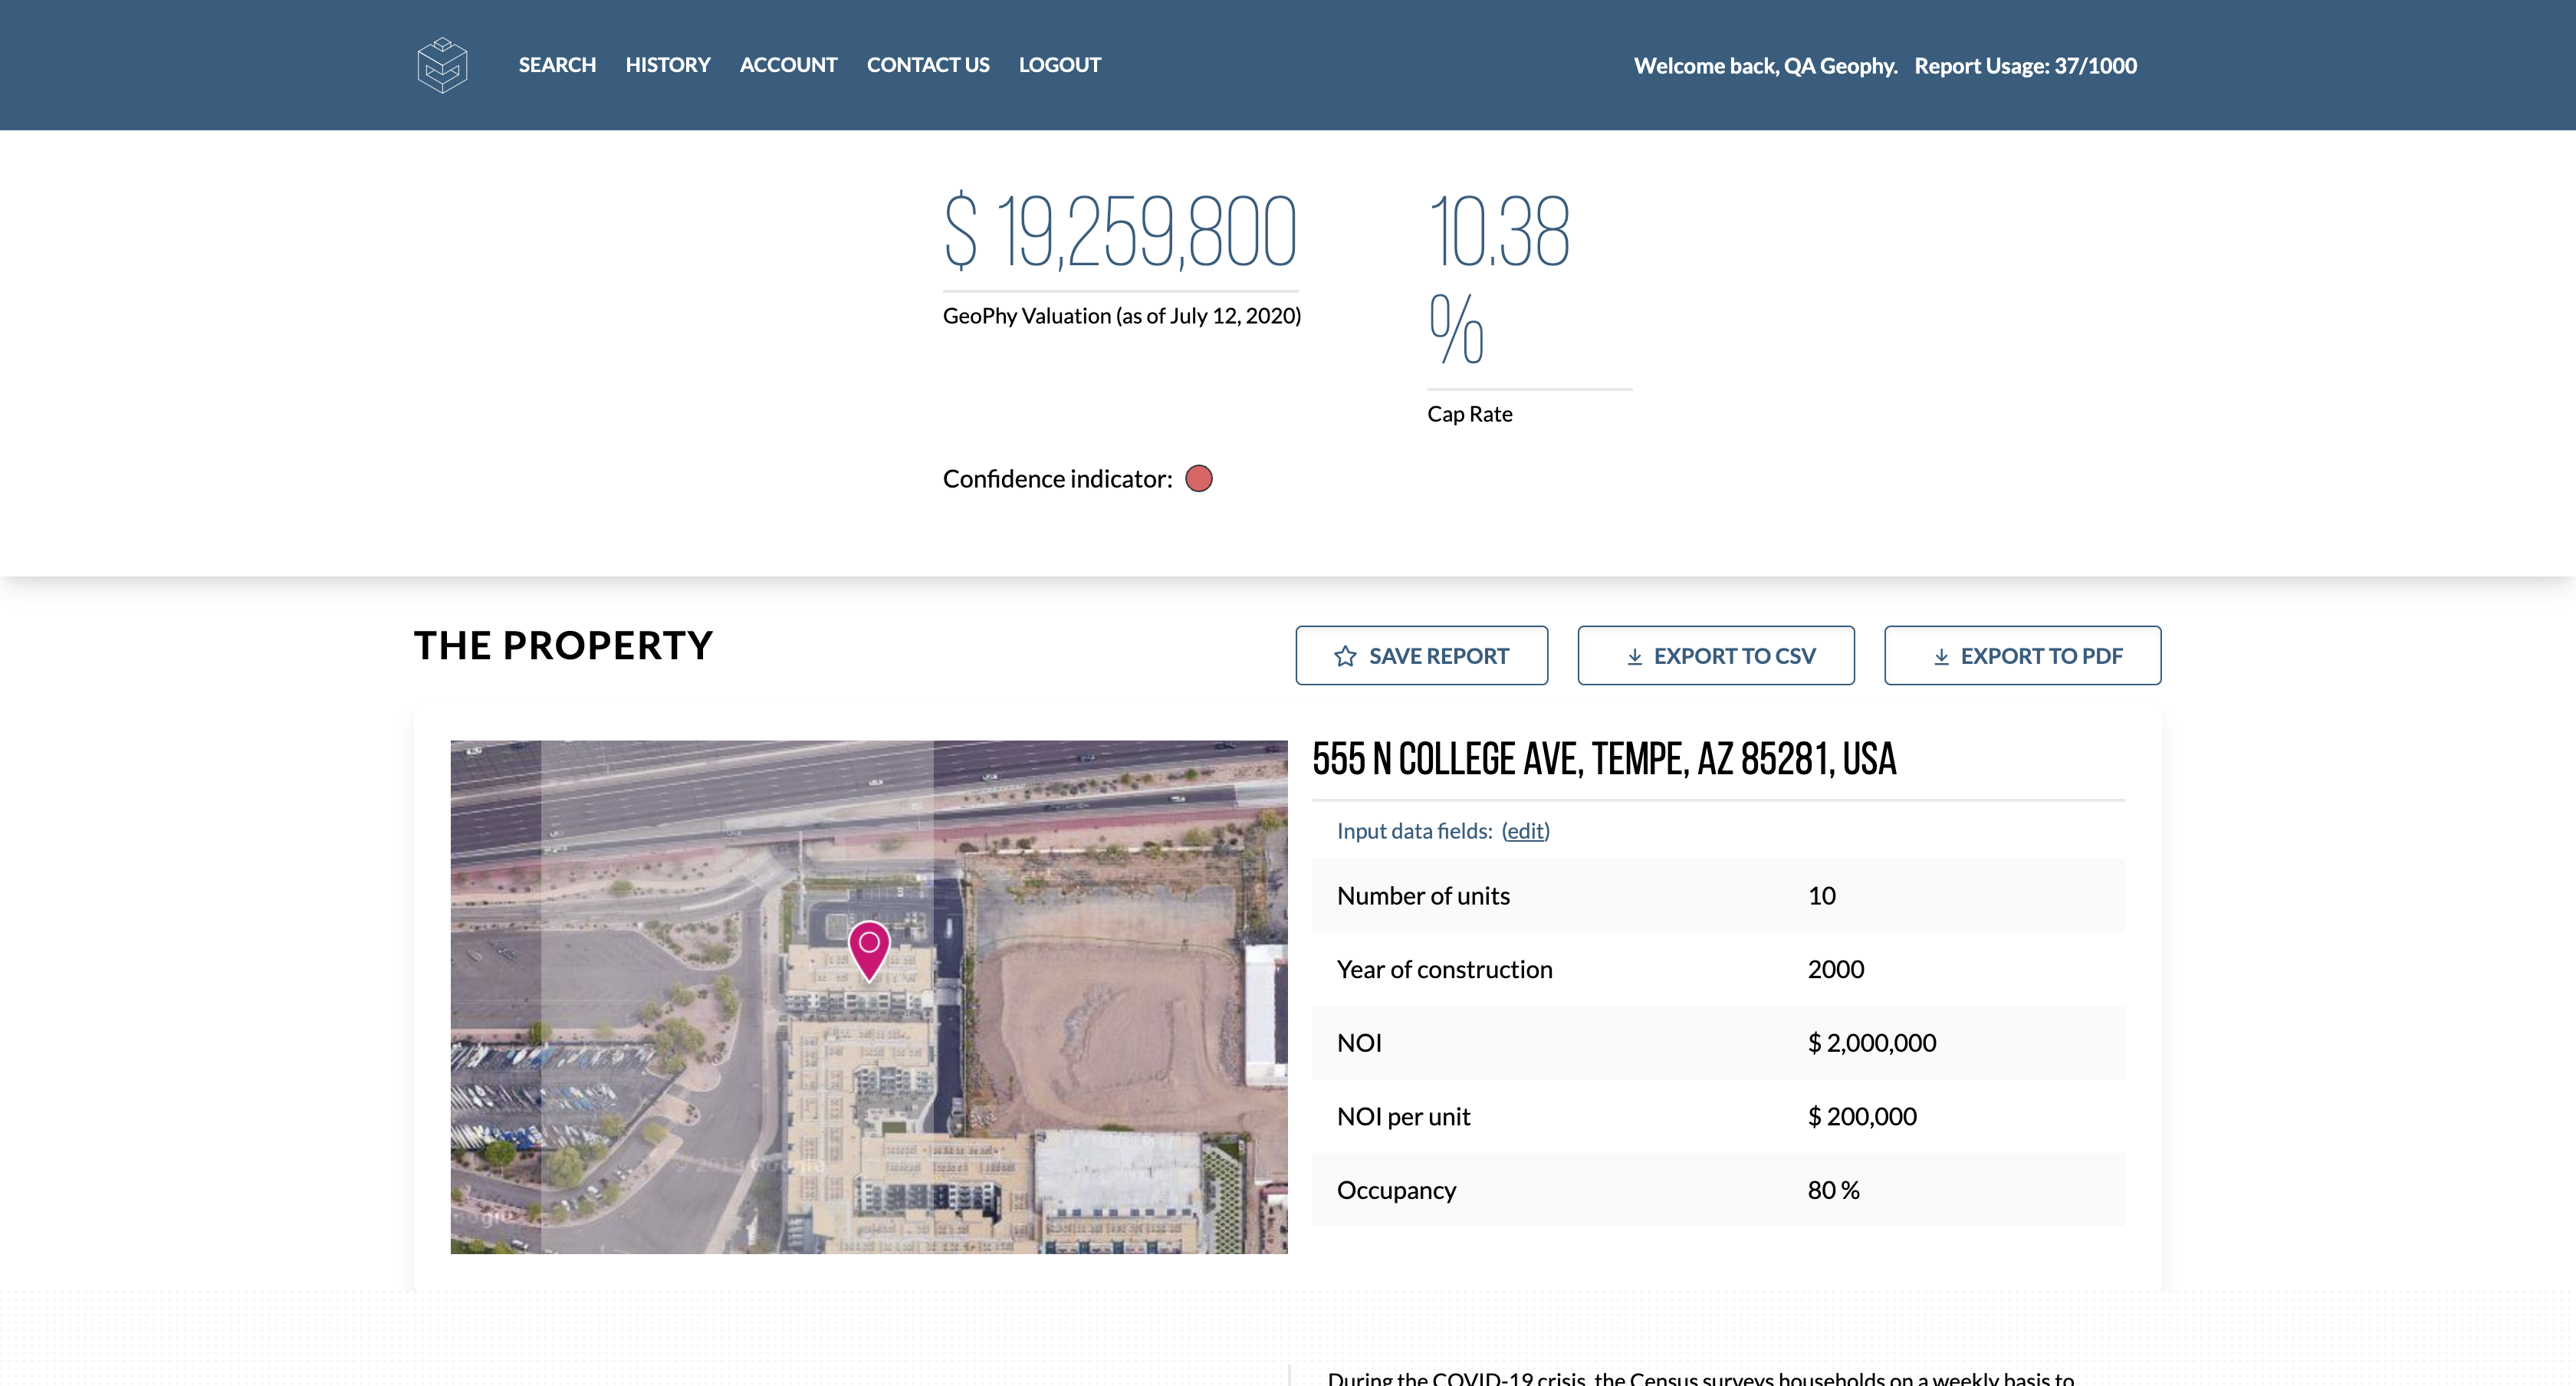 SEARCH HISTORY ACCOUNT CONTACT US LOGOUT Welcome back, QA Geophy. Report Usage: 37/1000
$ 19,259,800
GeoPhy Valuation (as of July 12, 2020)
10.38
%
Cap Rate
Confidence indicator:
THE PROPERTY
SAVE REPORT EXPORT TO CSV EXPORT TO PDF
555 N COLLEGE AVE, TEMPE, AZ 85281, USA
Input data fields: (edit)
Number of units 10
Year of construction 2000
NOI $ 2,000,000
NOI per unit $ 200,000
Occupancy 80 %
During the COVID-19 crisis, the Census surveys households on a weekly basis to